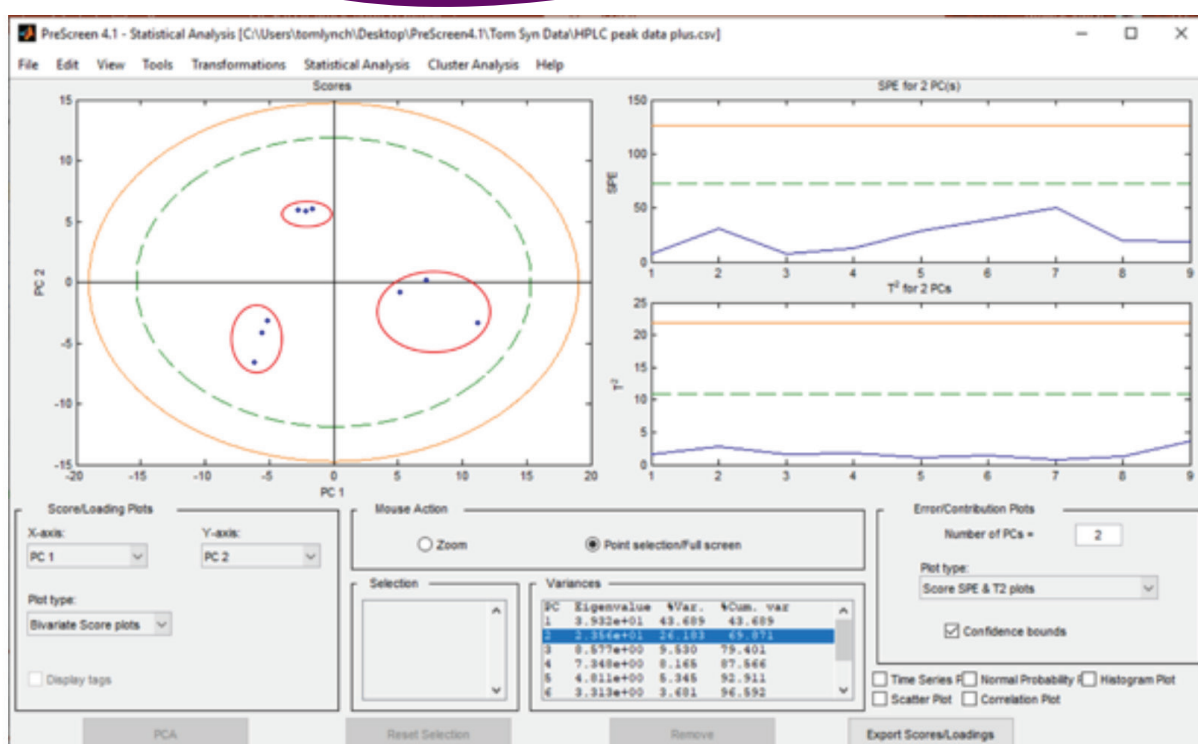 PreScreen 4.1 - Statistical Analysis [C:\Users\tomlynch\Desktop\PreScreen4.1\Tom Syn Data\HPLC peak data plus.csv]
File Edit View Tools Transformations Statistical Analysis Cluster Analysis Help
Scores
15
10
5
0
-5
-10
-15
PC 2
-20 -15 -10 -5 0 5 10 15 20
PC 1
SPE for 2 PC(s)
150
100
50
0
SPE
1 2 3 4 5 6 7 8 9
T² for 2 PCs
25
20
15
10
5
0
T²
1 2 3 4 5 6 7 8 9
Score/Loading Plots
X-axis: Y-axis:
PC 1 PC 2
Plot type:
Bivariate Score plots
Display tags
Mouse Action
Zoom Point selection/Full screen
Selection
Variances
PC Eigenvalue %Var. %Cum. var
1 3.932e+01 43.689 43.689
2 2.356e+01 26.183 69.871
3 8.577e+00 9.530 79.401
4 7.348e+00 8.165 87.566
5 4.811e+00 5.345 92.911
6 3.313e+00 3.681 96.592
Error/Contribution Plots
Number of PCs = 2
Plot type:
Score SPE & T2 plots
Confidence bounds
Time Series P Normal Probability P Histogram Plot
Scatter Plot Correlation Plot
PCA Reset Selection Remove Export Scores/Loadings